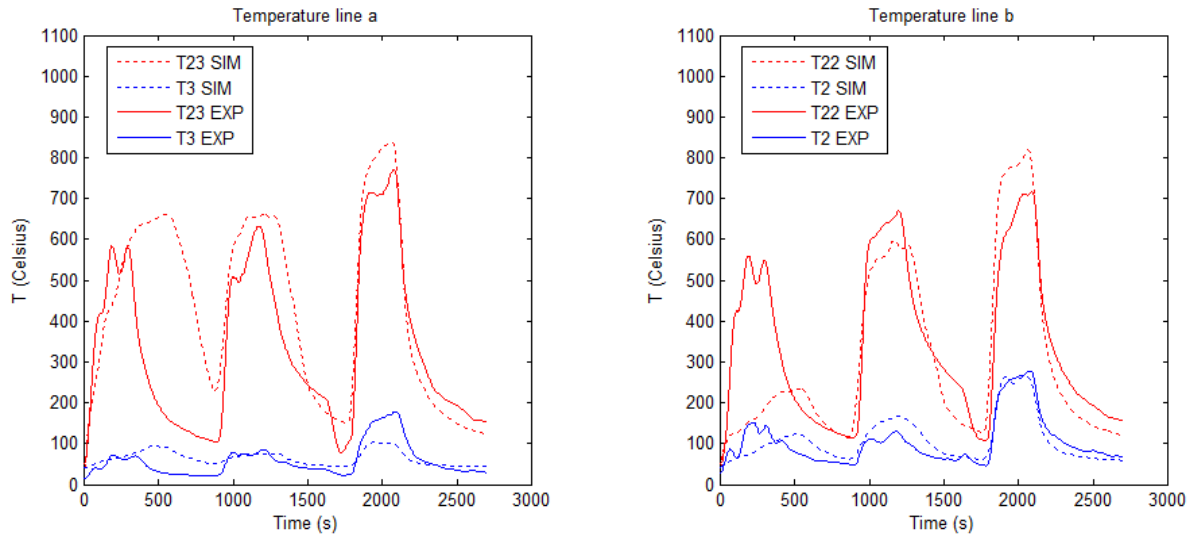 Temperature line a
1100
1000
900
800
700
600
500
400
300
200
100
0
T (Celsius)
T23 SIM
T3 SIM
T23 EXP
T3 EXP
0 500 1000 1500 2000 2500 3000
Time (s)
Temperature line b
1100
1000
900
800
700
600
500
400
300
200
100
0
T (Celsius)
T22 SIM
T2 SIM
T22 EXP
T2 EXP
0 500 1000 1500 2000 2500 3000
Time (s)